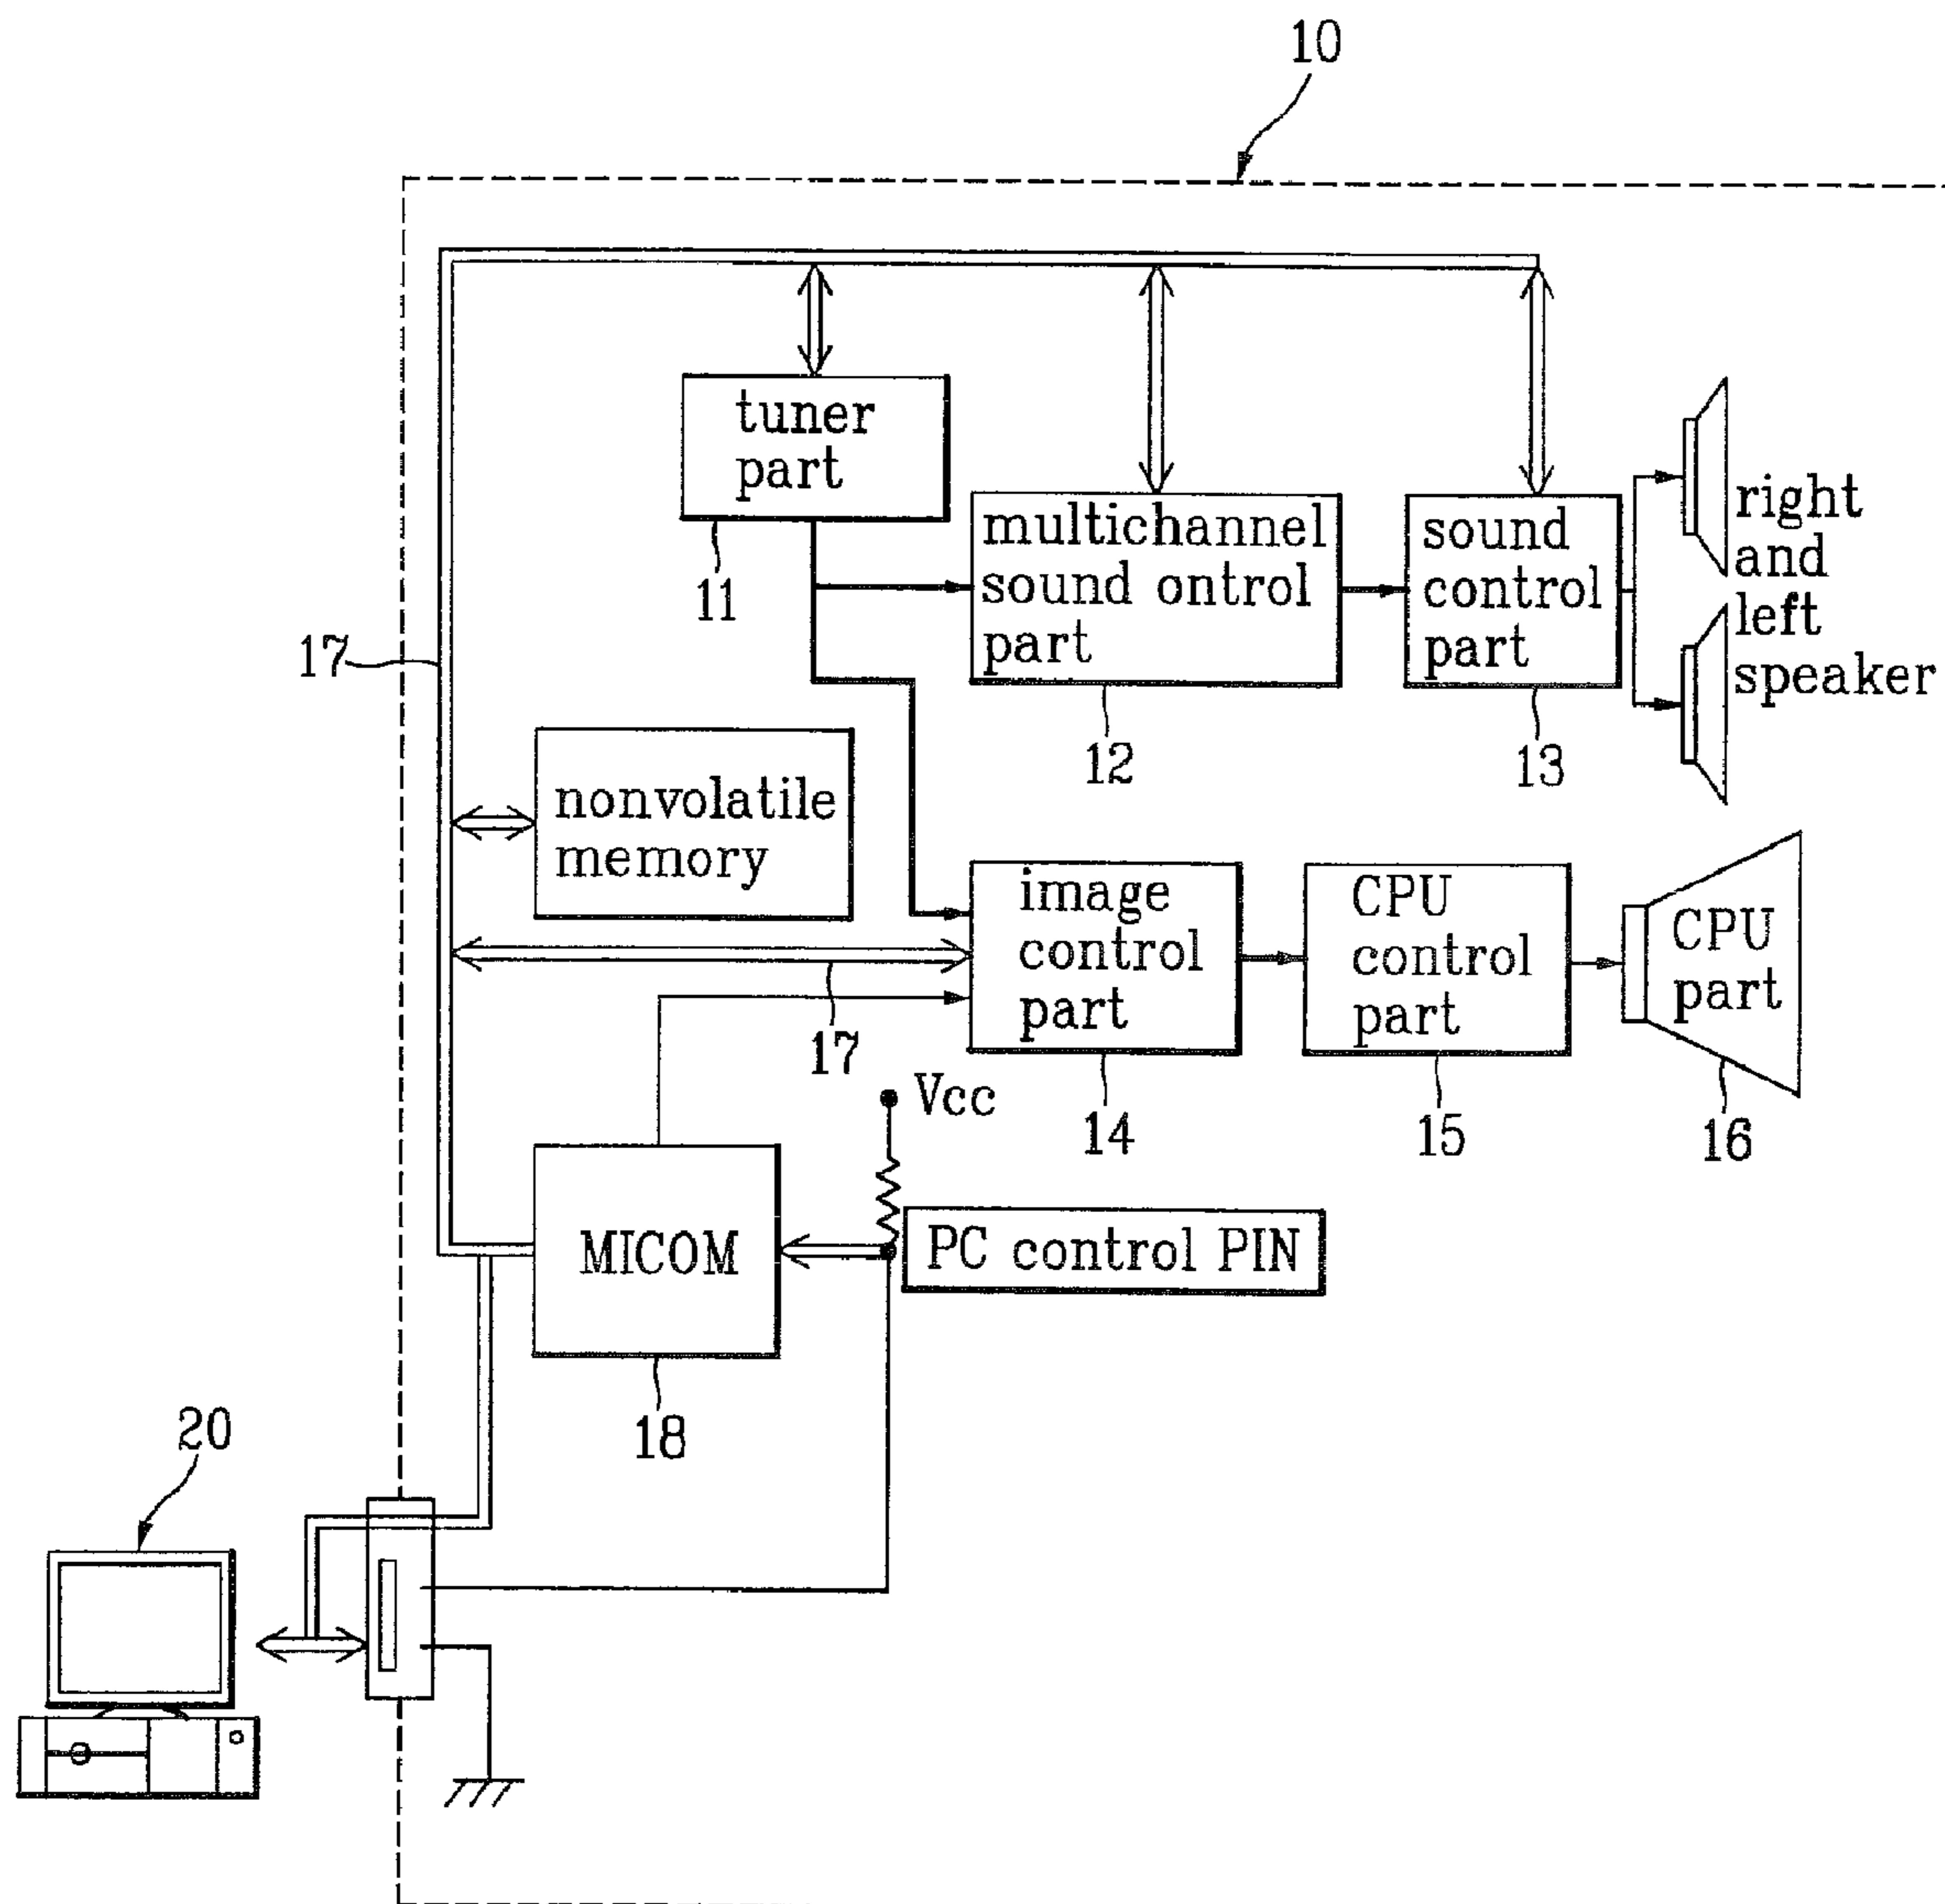 10
tuner
part
11
multichannel
sound ontrol
part
12
sound
control
part
13
right
and
left
speaker
17
nonvolatile
memory
image
control
part
14
17
CPU
control
part
15
CPU
part
16
Vcc
MICOM
18
PC control PIN
20